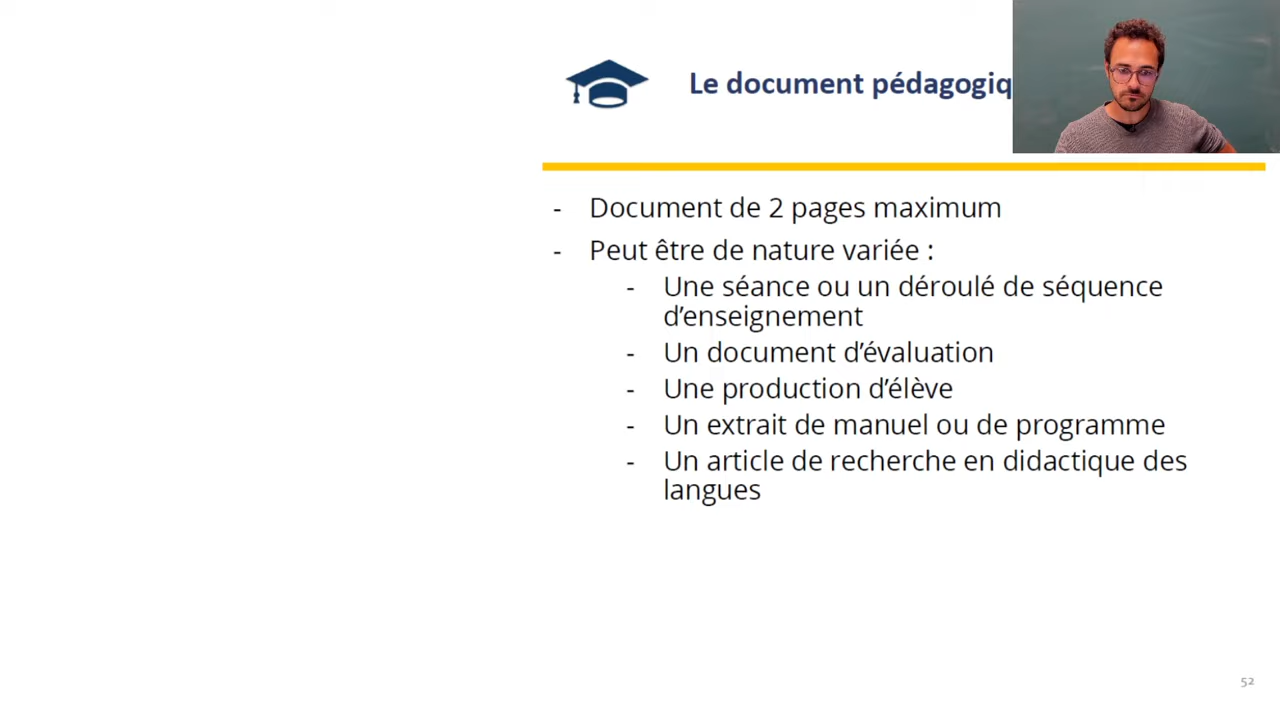 Le document pédagogiq
- Document de 2 pages maximum
- Peut être de nature variée :
- Une séance ou un déroulé de séquence
d’enseignement
- Un document d’évaluation
- Une production d’élève
- Un extrait de manuel ou de programme
- Un article de recherche en didactique des
langues
52